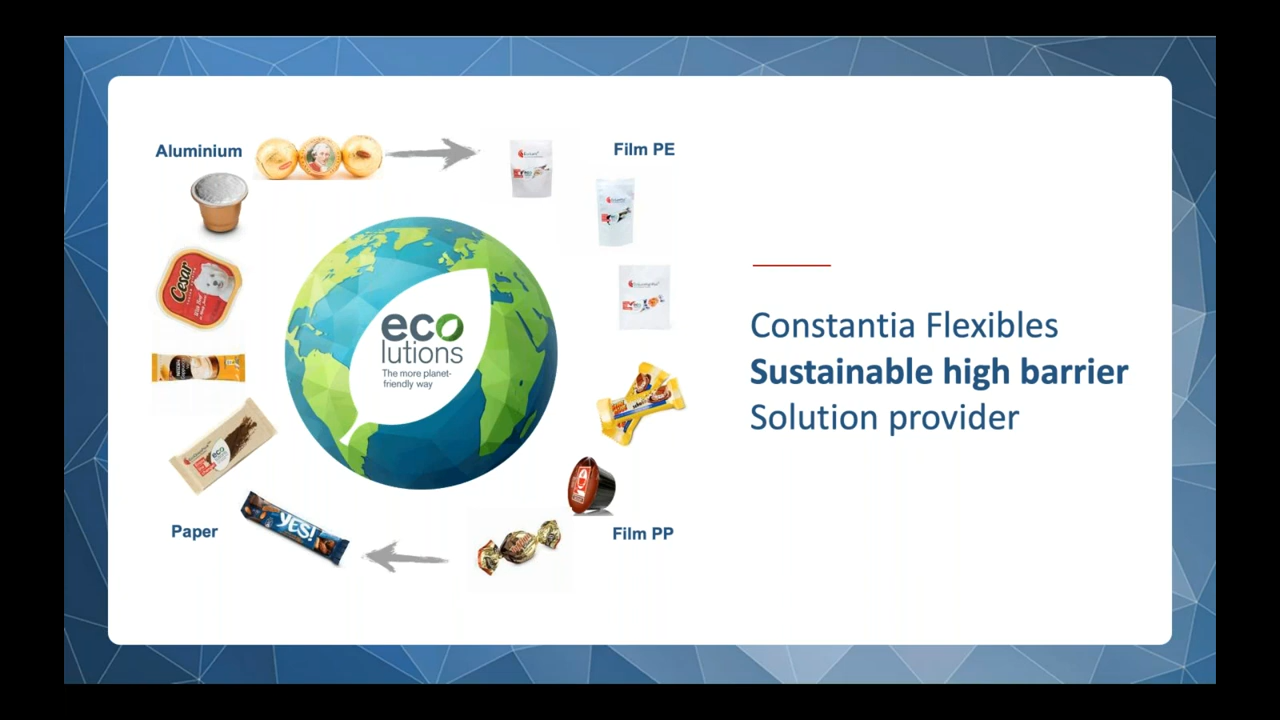 Aluminium
Film PE
Cesar
eco
lutions
The more planet-
friendly way
Constantia Flexibles
Sustainable high barrier
Solution provider
eco
YES!
Paper
Film PP